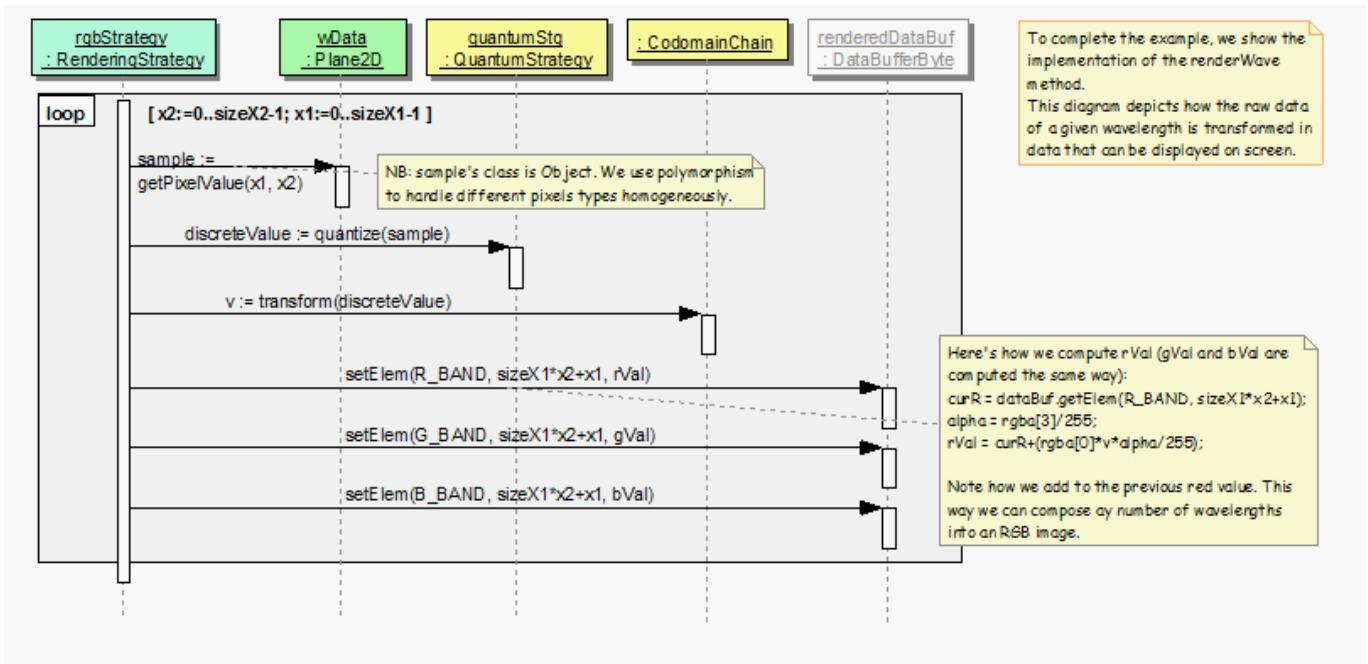 rgbStrategy
: RenderingStrategy
wData
: Plane2D
quantumStg
: QuantumStrategy
: CodomainChain
renderedDataBuf
: DataBufferByte
To complete the example, we show the
implementation of the renderWave
method.
This diagram depicts how the raw data
of a given wavelength is transformed in
data that can be displayed on screen.
loop
[ x2:=0..sizeX2-1; x1:=0..sizeX1-1 ]
sample :=
getPixelValue(x1, x2)
NB: sample's class is Object. We use polymorphism
to handle different pixels types homogeneously.
discreteValue := quantize(sample)
v := transform(discreteValue)
setElem(R_BAND, sizeX1*x2+x1, rVal)
setElem(G_BAND, sizeX1*x2+x1, gVal)
setElem(B_BAND, sizeX1*x2+x1, bVal)
Here's how we compute rVal (gVal and bVal are
computed the same way):
curR = dataBuf.getElem(R_BAND, sizeX1*x2+x1);
alpha = rgba[3]/255;
rVal = curR+(rgba[0]*v*alpha/255);
Note how we add to the previous red value. This
way we can compose ay number of wavelengths
into an RGB image.